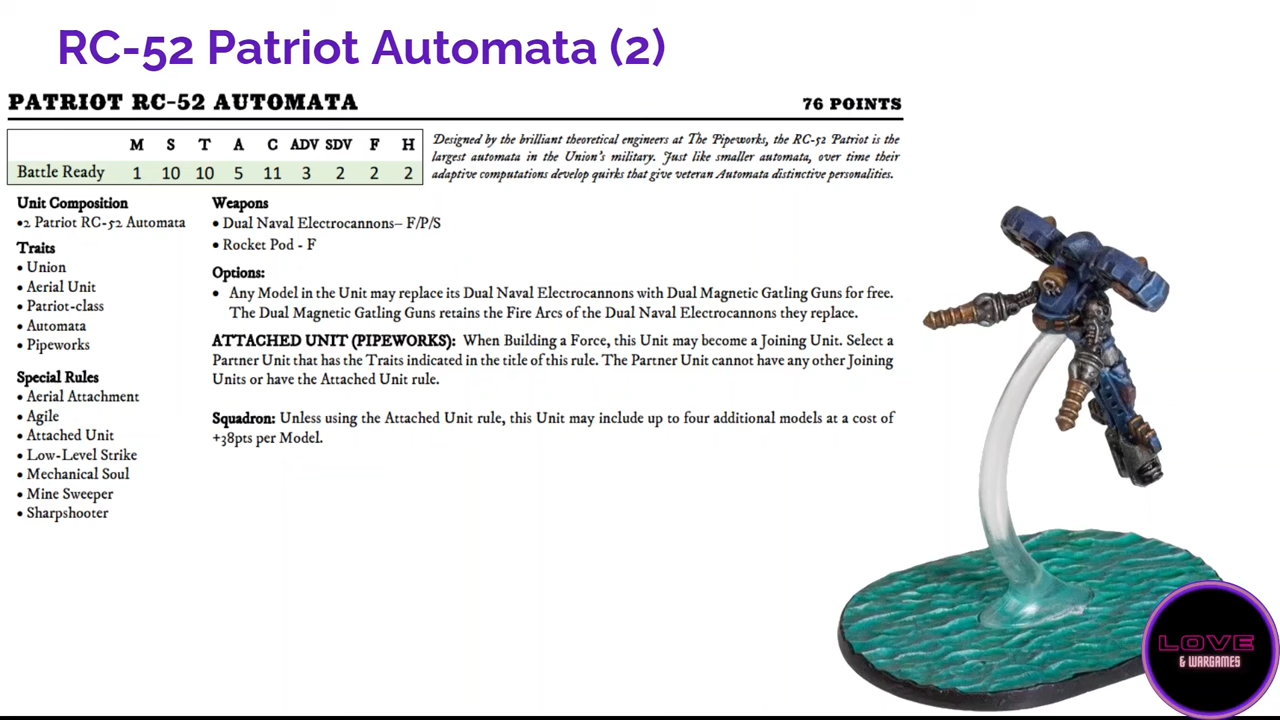 RC-52 Patriot Automata (2)
PATRIOT RC-52 AUTOMATA
76 POINTS
M S T A C ADV SDV F H
Battle Ready 1 10 10 5 11 3 2 2 2
Designed by the brilliant theoretical engineers at The Pipeworks, the RC-52 Patriot is the
largest automata in the Union's military. Just like smaller automata, over time their
adaptive computations develop quirks that give veteran Automata distinctive personalities.
Unit Composition
•2 Patriot RC-52 Automata
Traits
• Union
• Aerial Unit
• Patriot-class
• Automata
• Pipeworks
Special Rules
• Aerial Attachment
• Agile
• Attached Unit
• Low-Level Strike
• Mechanical Soul
• Mine Sweeper
• Sharpshooter
Weapons
• Dual Naval Electrocannons– F/P/S
• Rocket Pod - F
Options:
• Any Model in the Unit may replace its Dual Naval Electrocannons with Dual Magnetic Gatling Guns for free.
The Dual Magnetic Gatling Guns retains the Fire Arcs of the Dual Naval Electrocannons they replace.
ATTACHED UNIT (PIPEWORKS): When Building a Force, this Unit may become a Joining Unit. Select a
Partner Unit that has the Traits indicated in the title of this rule. The Partner Unit cannot have any other Joining
Units or have the Attached Unit rule.
Squadron: Unless using the Attached Unit rule, this Unit may include up to four additional models at a cost of
+38pts per Model.
LOVE
& WARGAMES